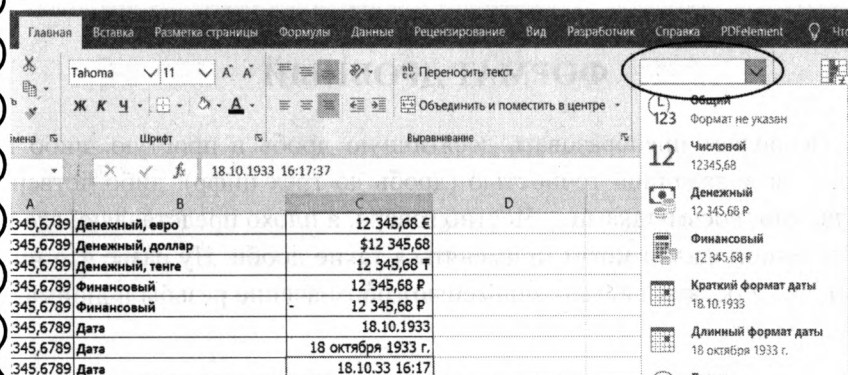 Главная Вставка Разметка страницы Формулы Данные Рецензирование Вид Разработчик Справка PDFelement Что
Tahoma 11 A A Переносить текст
Общий
123 Формат не указан
Ж К Ч A Объединить и поместить в центре
Числовой
12 12345,68
имена Шрифт Выравнивание
fx 18.10.1933 16:17:37
Денежный
12 345,68 ₽
A B C D
345,6789 Денежный, евро 12 345,68 €
Финансовый
12 345,68 ₽
345,6789 Денежный, доллар $12 345,68
345,6789 Денежный, тенге 12 345,68 ₸
345,6789 Финансовый 12 345,68 ₽
Краткий формат даты
18.10.1933
345,6789 Финансовый - 12 345,68 ₽
345,6789 Дата 18.10.1933
Длинный формат даты
18 октября 1933 г.
345,6789 Дата 18 октября 1933 г.
345,6789 Дата 18.10.33 16:17